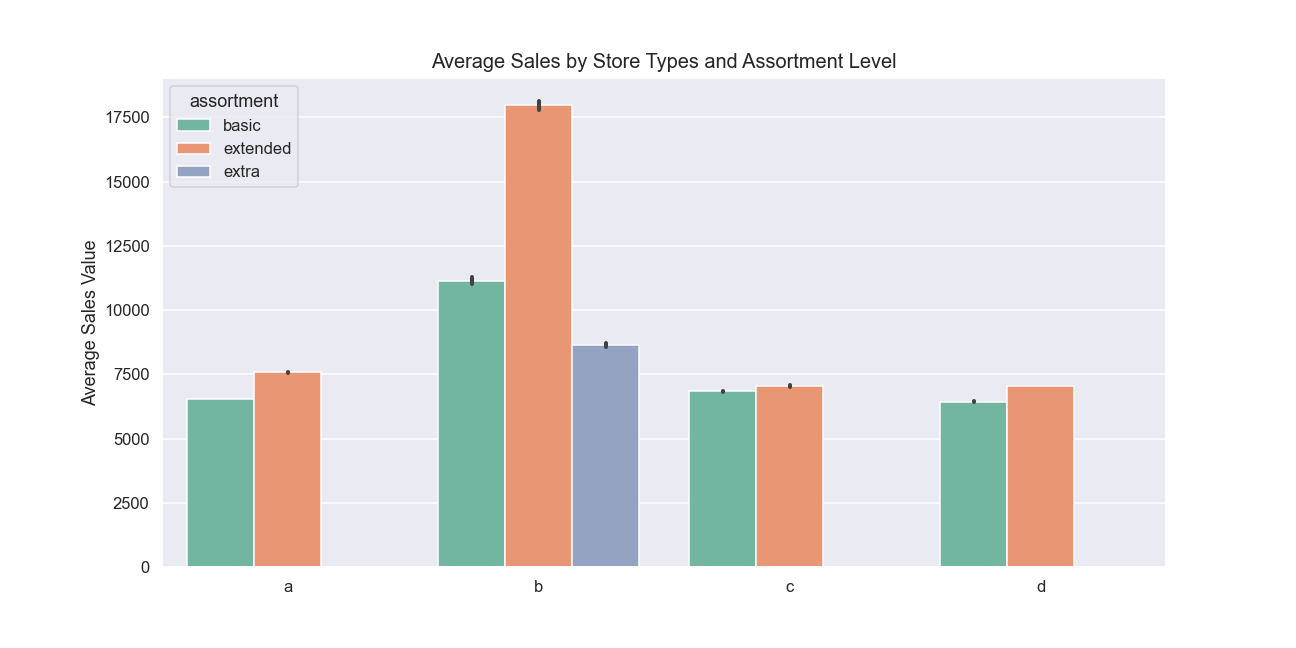 Average Sales by Store Types and Assortment Level
assortment
basic
extended
extra
Average Sales Value
17500
15000
12500
10000
7500
5000
2500
0
a
b
c
d